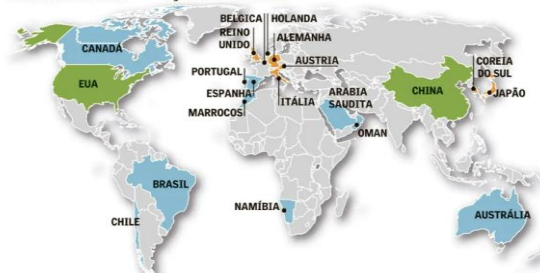 BELGICA
HOLANDA
REINO
UNIDO
ALEMANHA
CANADÁ
AUSTRIA
PORTUGAL
COREIA
DO SUL
EUA
ESPANHA
ITÁLIA
ARABIA
SAUDITA
CHINA
JAPÃO
MARROCOS
OMAN
BRASIL
NAMÍBIA
CHILE
AUSTRÁLIA